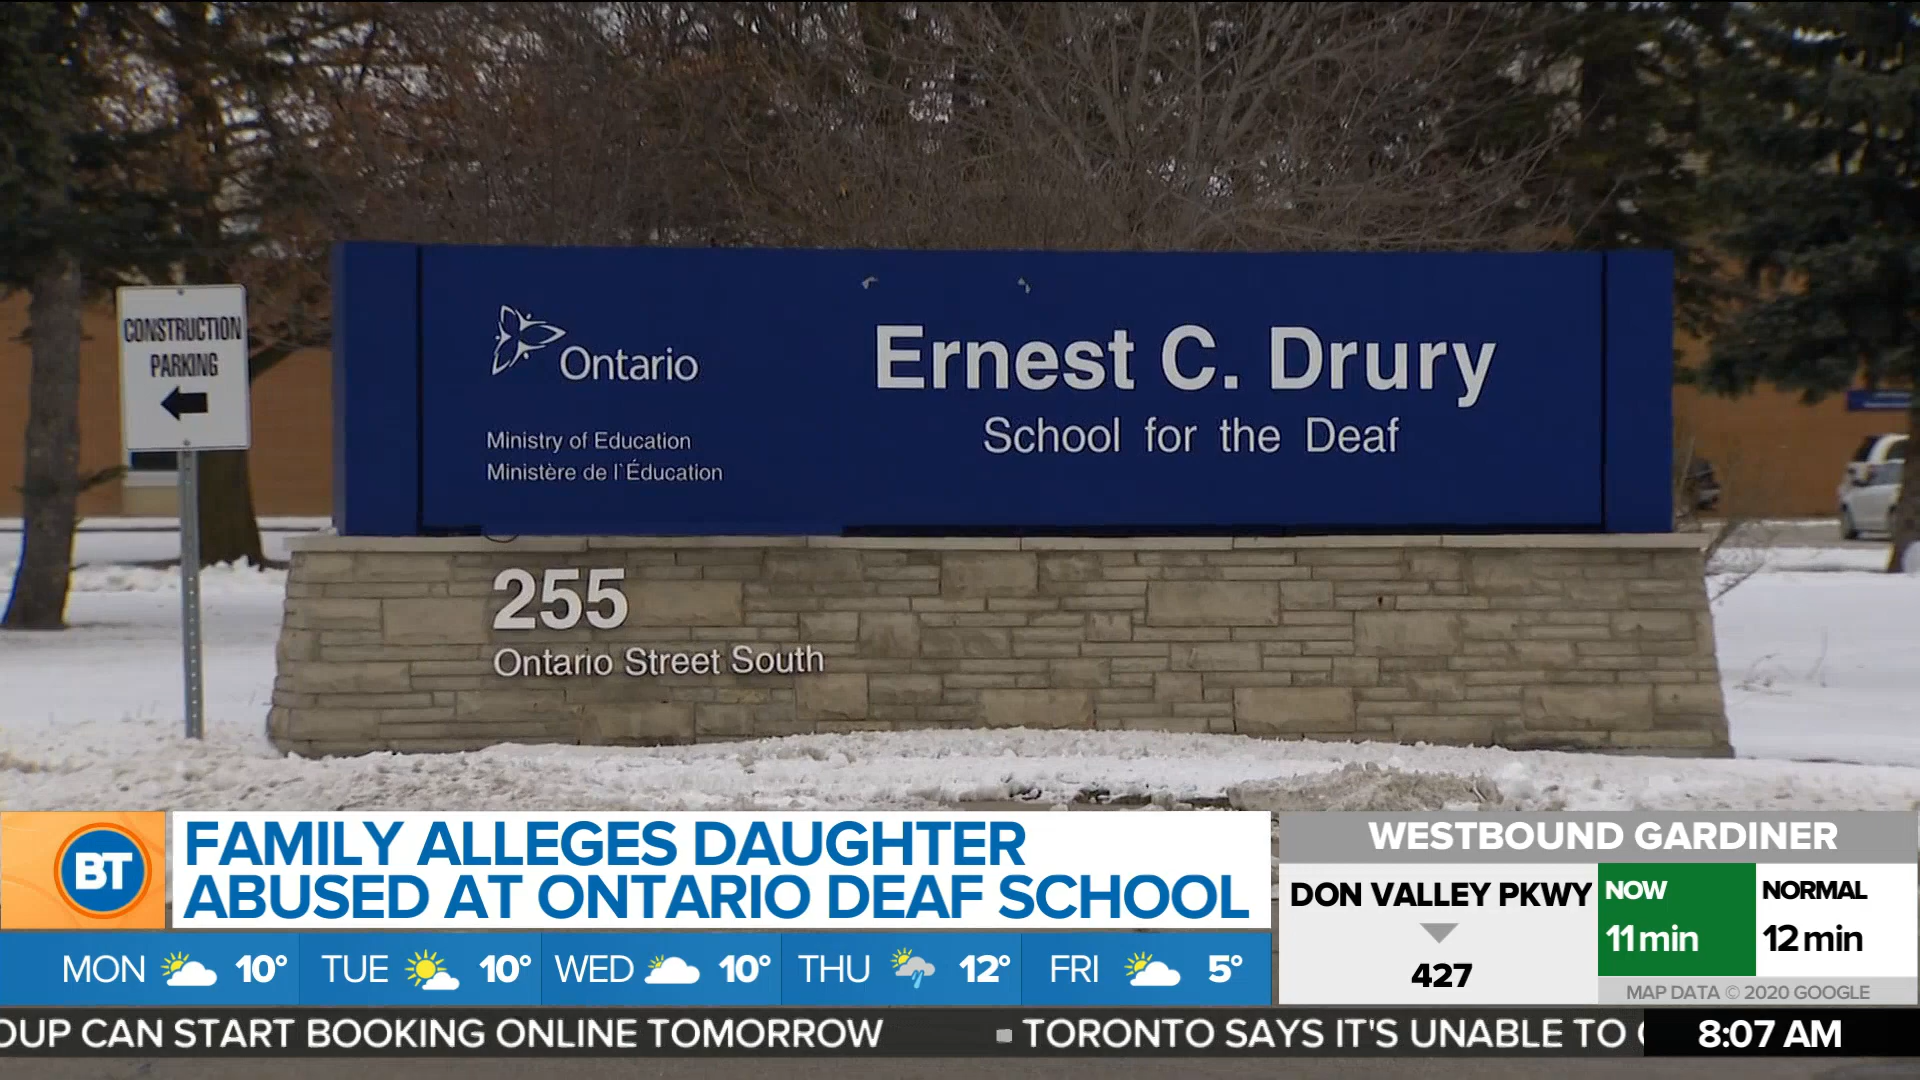 CONSTRUCTION
PARKING
Ontario
Ministry of Education
Ministère de l'Éducation
Ernest C. Drury
School for the Deaf
255
Ontario Street South
BT
FAMILY ALLEGES DAUGHTER
ABUSED AT ONTARIO DEAF SCHOOL
WESTBOUND GARDINER
DON VALLEY PKWY
427
NOW
11 min
NORMAL
12 min
MAP DATA © 2020 GOOGLE
MON 10° TUE 10° WED 10° THU 12° FRI 5°
OUP CAN START BOOKING ONLINE TOMORROW TORONTO SAYS IT'S UNABLE TO
8:07 AM